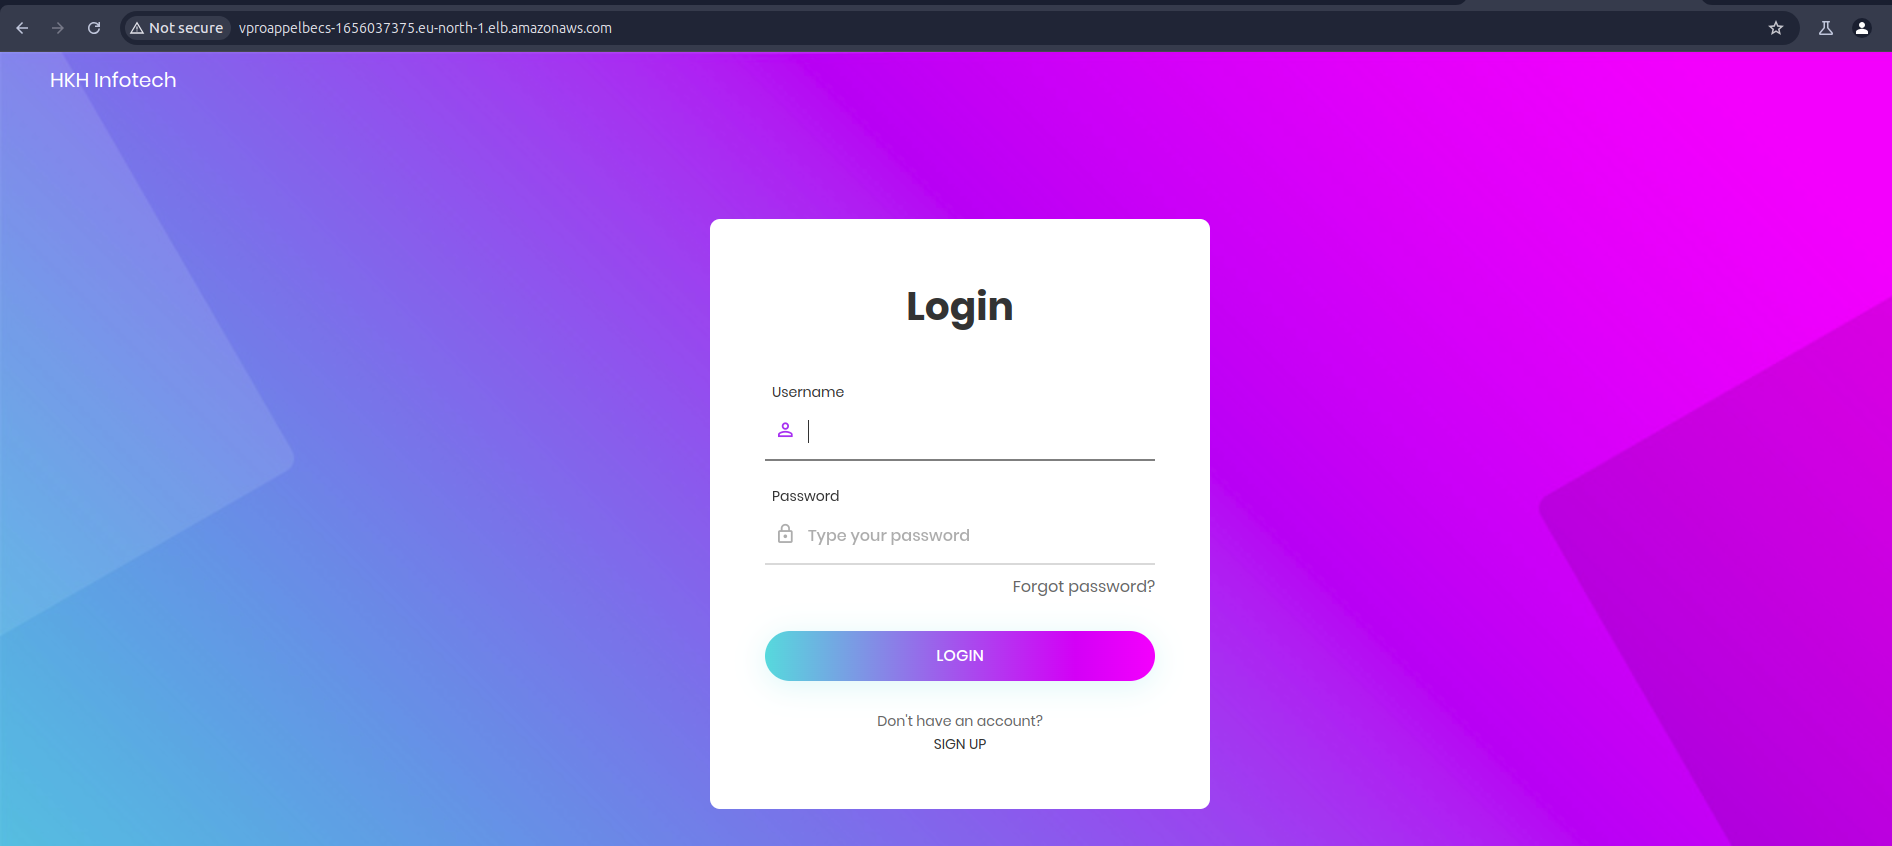 Not secure vproappelbecs-1656037375.eu-north-1.elb.amazonaws.com
HKH Infotech
Login
Username
Password
Type your password
Forgot password?
LOGIN
Don't have an account?
SIGN UP